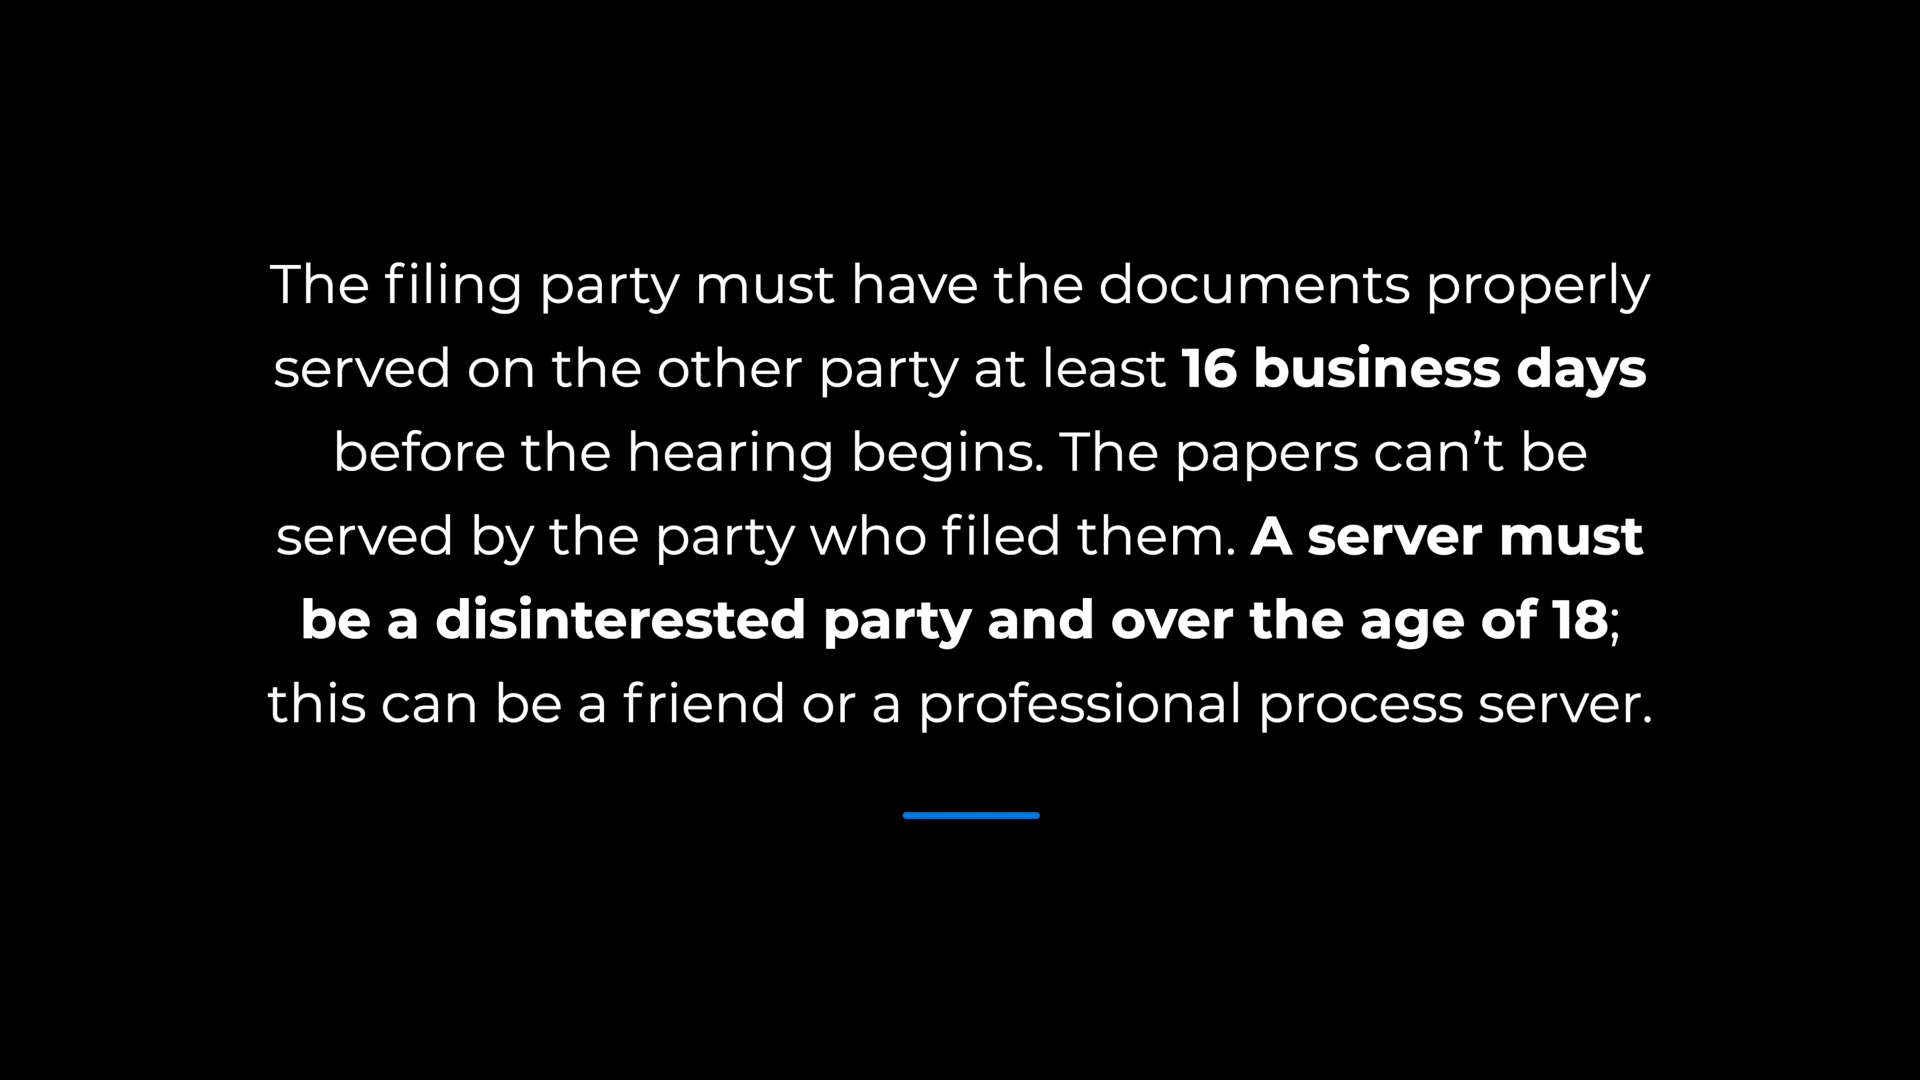 The filing party must have the documents properly
served on the other party at least 16 business days
before the hearing begins. The papers can’t be
served by the party who filed them. A server must
be a disinterested party and over the age of 18;
this can be a friend or a professional process server.